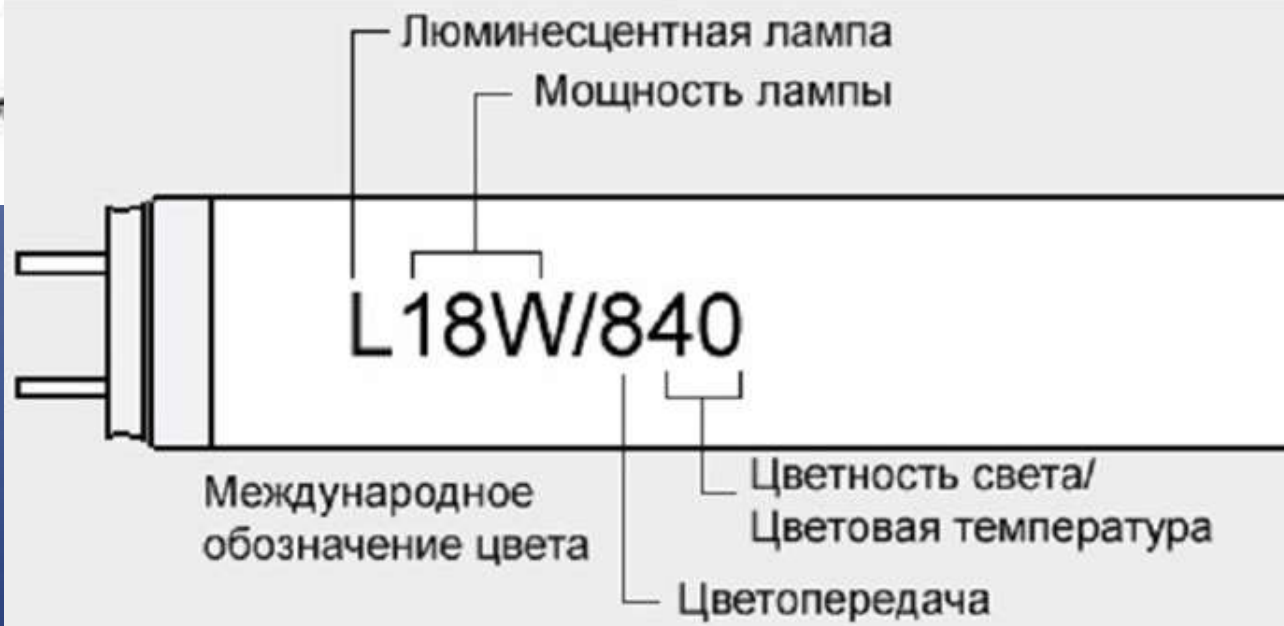 Люминесцентная лампа
Мощность лампы
L18W/840
Международное
обозначение цвета
Цветность света/
Цветовая температура
Цветопередача